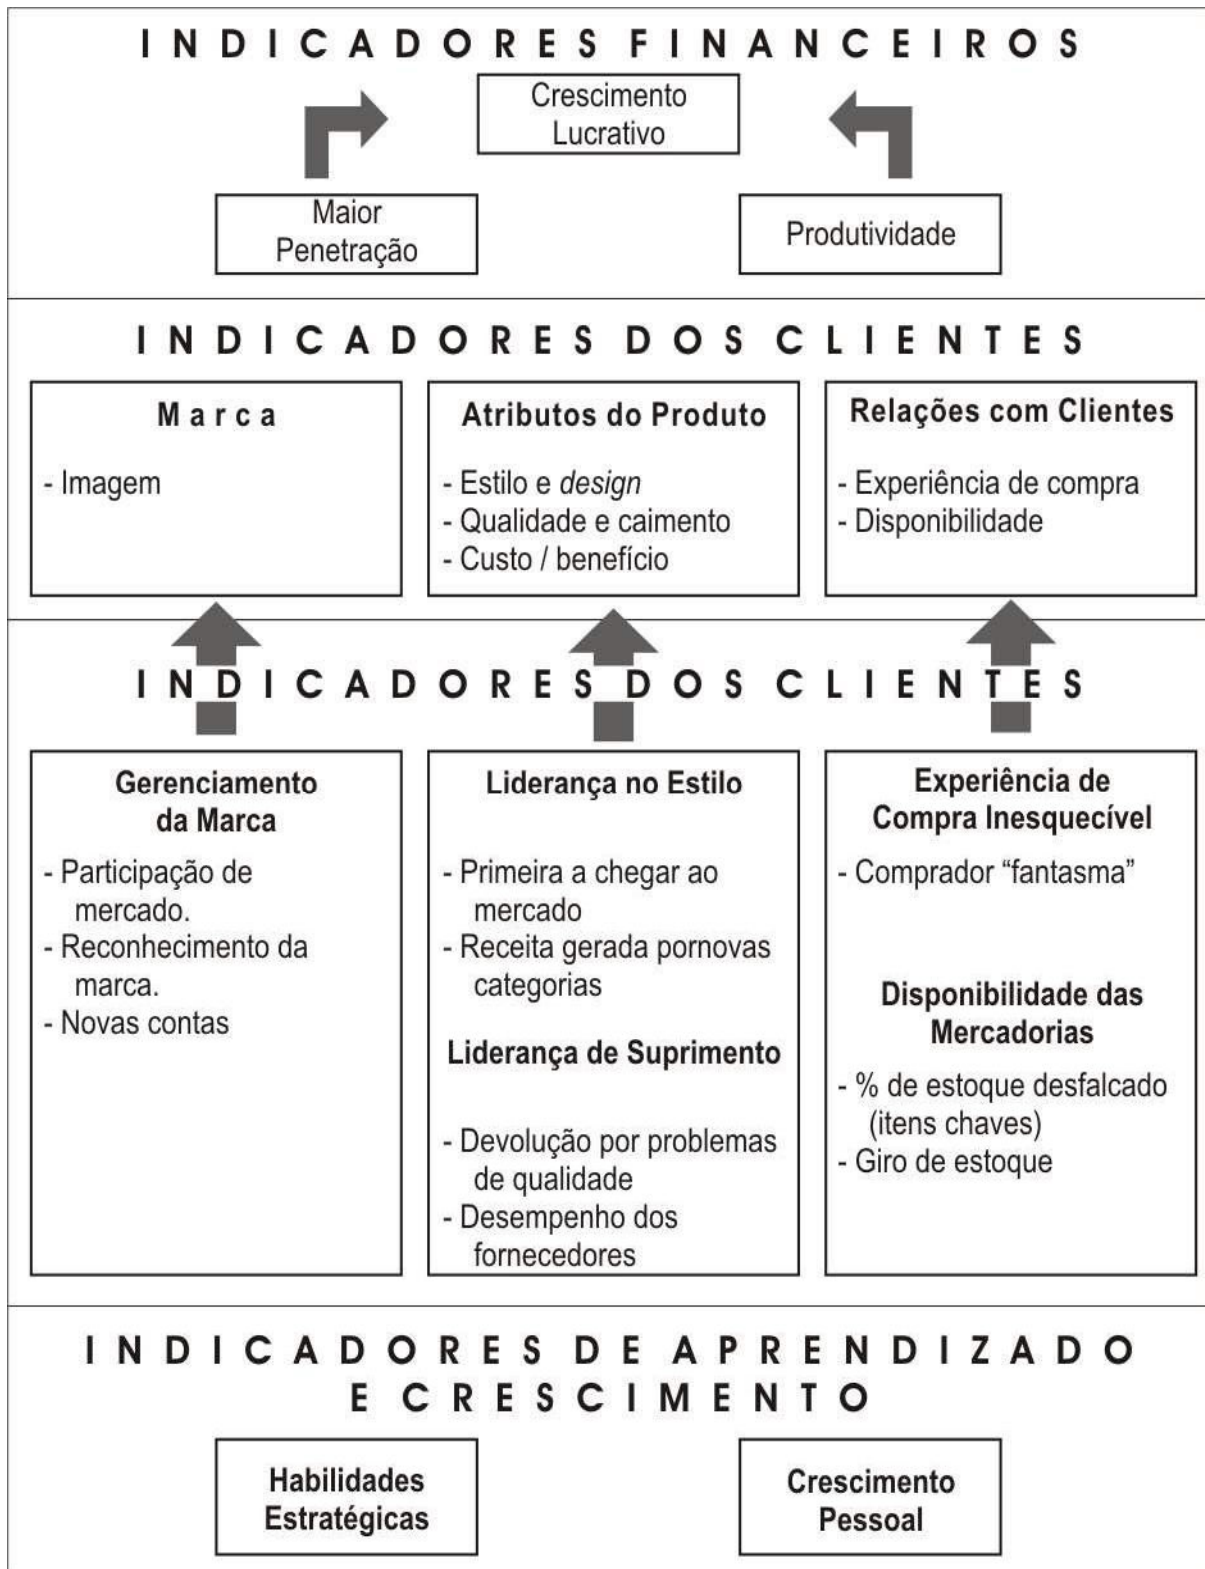 INDICADORES FINANCEIROS
Crescimento
Lucrativo
Maior
Penetração
Produtividade
INDICADORES DOS CLIENTES
Marca
- Imagem
Atributos do Produto
- Estilo e design
- Qualidade e caimento
- Custo / benefício
Relações com Clientes
- Experiência de compra
- Disponibilidade
INDICADORES DOS CLIENTES
Gerenciamento
da Marca
- Participação de
mercado.
- Reconhecimento da
marca.
- Novas contas
Liderança no Estilo
- Primeira a chegar ao
mercado
- Receita gerada pornovas
categorias
Liderança de Suprimento
- Devolução por problemas
de qualidade
- Desempenho dos
fornecedores
Experiência de
Compra Inesquecível
- Comprador “fantasma”
Disponibilidade das
Mercadorias
- % de estoque desfalcado
(itens chaves)
- Giro de estoque
INDICADORES DE APRENDIZADO
E CRESCIMENTO
Habilidades
Estratégicas
Crescimento
Pessoal